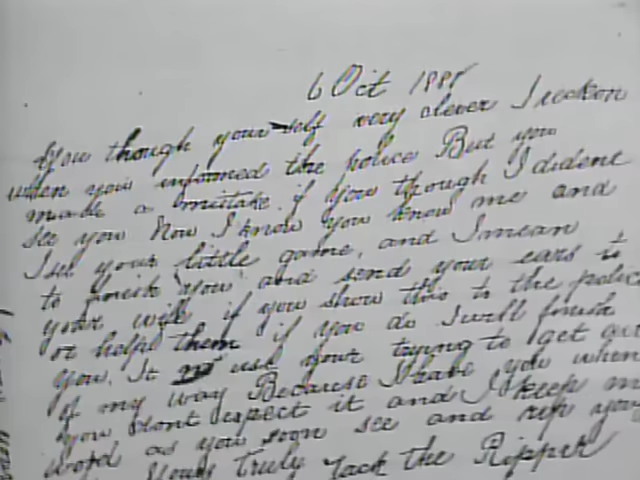 6 Oct 1888
You though your self very clever I reckon
when you informed the police But you
made a mistake if you though I dident
see you Now I know you know me and
I see your little game, and I mean
to finish you and send your ears to
your wife if you show this to the police
or help them if you do I will finish
you. It no use your trying to get out
of my way Because I have you when
you dont expect it and I keep my
word as you soon see and rip you
Yours truly Jack the Ripper